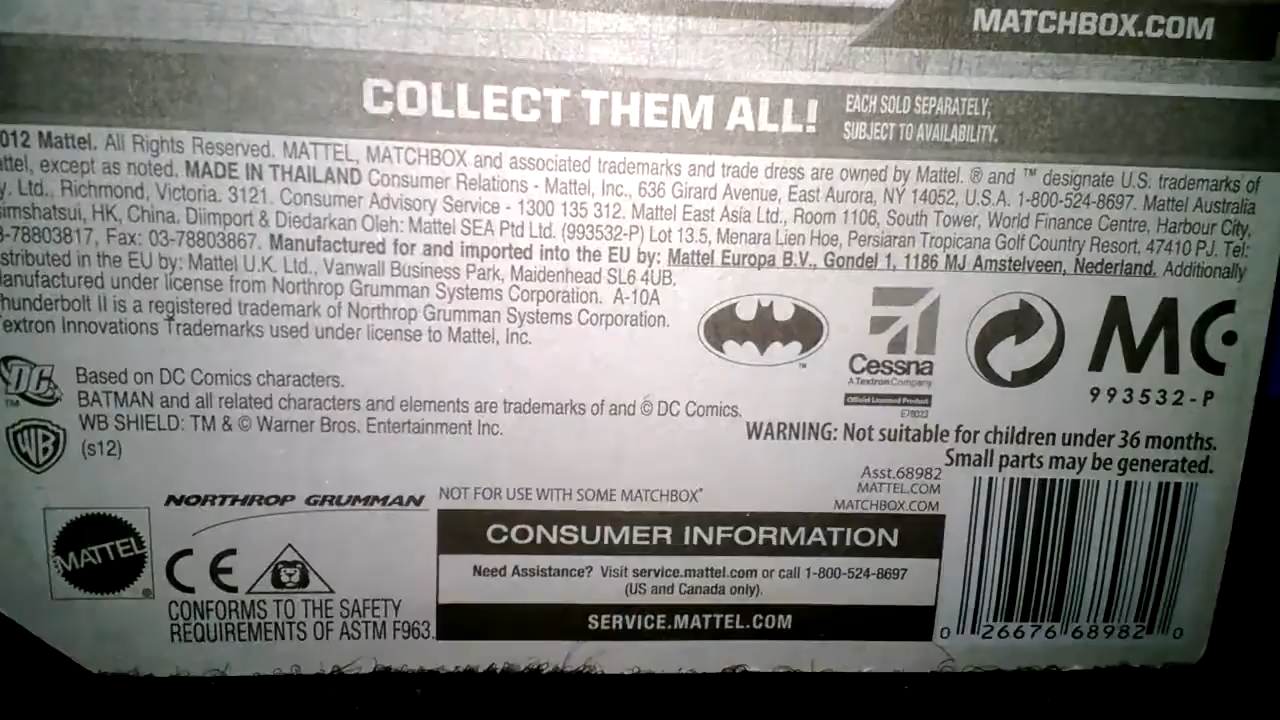 MATCHBOX.COM
COLLECT THEM ALL! EACH SOLD SEPARATELY,
SUBJECT TO AVAILABILITY.
012 Mattel. All Rights Reserved. MATTEL, MATCHBOX and associated trademarks and trade dress are owned by Mattel. ® and ™ designate U.S. trademarks of
attel, except as noted. MADE IN THAILAND Consumer Relations - Mattel, Inc., 636 Girard Avenue, East Aurora, NY 14052, U.S.A. 1-800-524-8697. Mattel Australia
y. Ltd., Richmond, Victoria. 3121. Consumer Advisory Service - 1300 135 312. Mattel East Asia Ltd., Room 1106, South Tower, World Finance Centre, Harbour City,
simshatsui, HK, China. Diimport & Diedarkan Oleh: Mattel SEA Ptd Ltd. (993532-P) Lot 13.5, Menara Lien Hoe, Persiaran Tropicana Golf Country Resort, 47410 PJ. Tel:
3-78803817, Fax: 03-78803867. Manufactured for and imported into the EU by: Mattel Europa B.V., Gondel 1, 1186 MJ Amstelveen, Nederland. Additionally
stributed in the EU by: Mattel U.K. Ltd., Vanwall Business Park, Maidenhead SL6 4UB.
anufactured under license from Northrop Grumman Systems Corporation. A-10A
hunderbolt II is a registered trademark of Northrop Grumman Systems Corporation.
extron Innovations Trademarks used under license to Mattel, Inc.
TM
Cessna
A Textron Company
Official Licensed Product
E76023
MC
993532-P
DC
TM
Based on DC Comics characters.
BATMAN and all related characters and elements are trademarks of and © DC Comics.
WB
WB SHIELD: TM & © Warner Bros. Entertainment Inc.
(s12)
WARNING: Not suitable for children under 36 months.
Small parts may be generated.
Asst.68982
MATTEL.COM
MATCHBOX.COM
NORTHROP GRUMMAN
NOT FOR USE WITH SOME MATCHBOX®
MATTEL
®
CE
CONFORMS TO THE SAFETY
REQUIREMENTS OF ASTM F963.
CONSUMER INFORMATION
Need Assistance? Visit service.mattel.com or call 1-800-524-8697
(US and Canada only).
SERVICE.MATTEL.COM
0 26676 68982 0